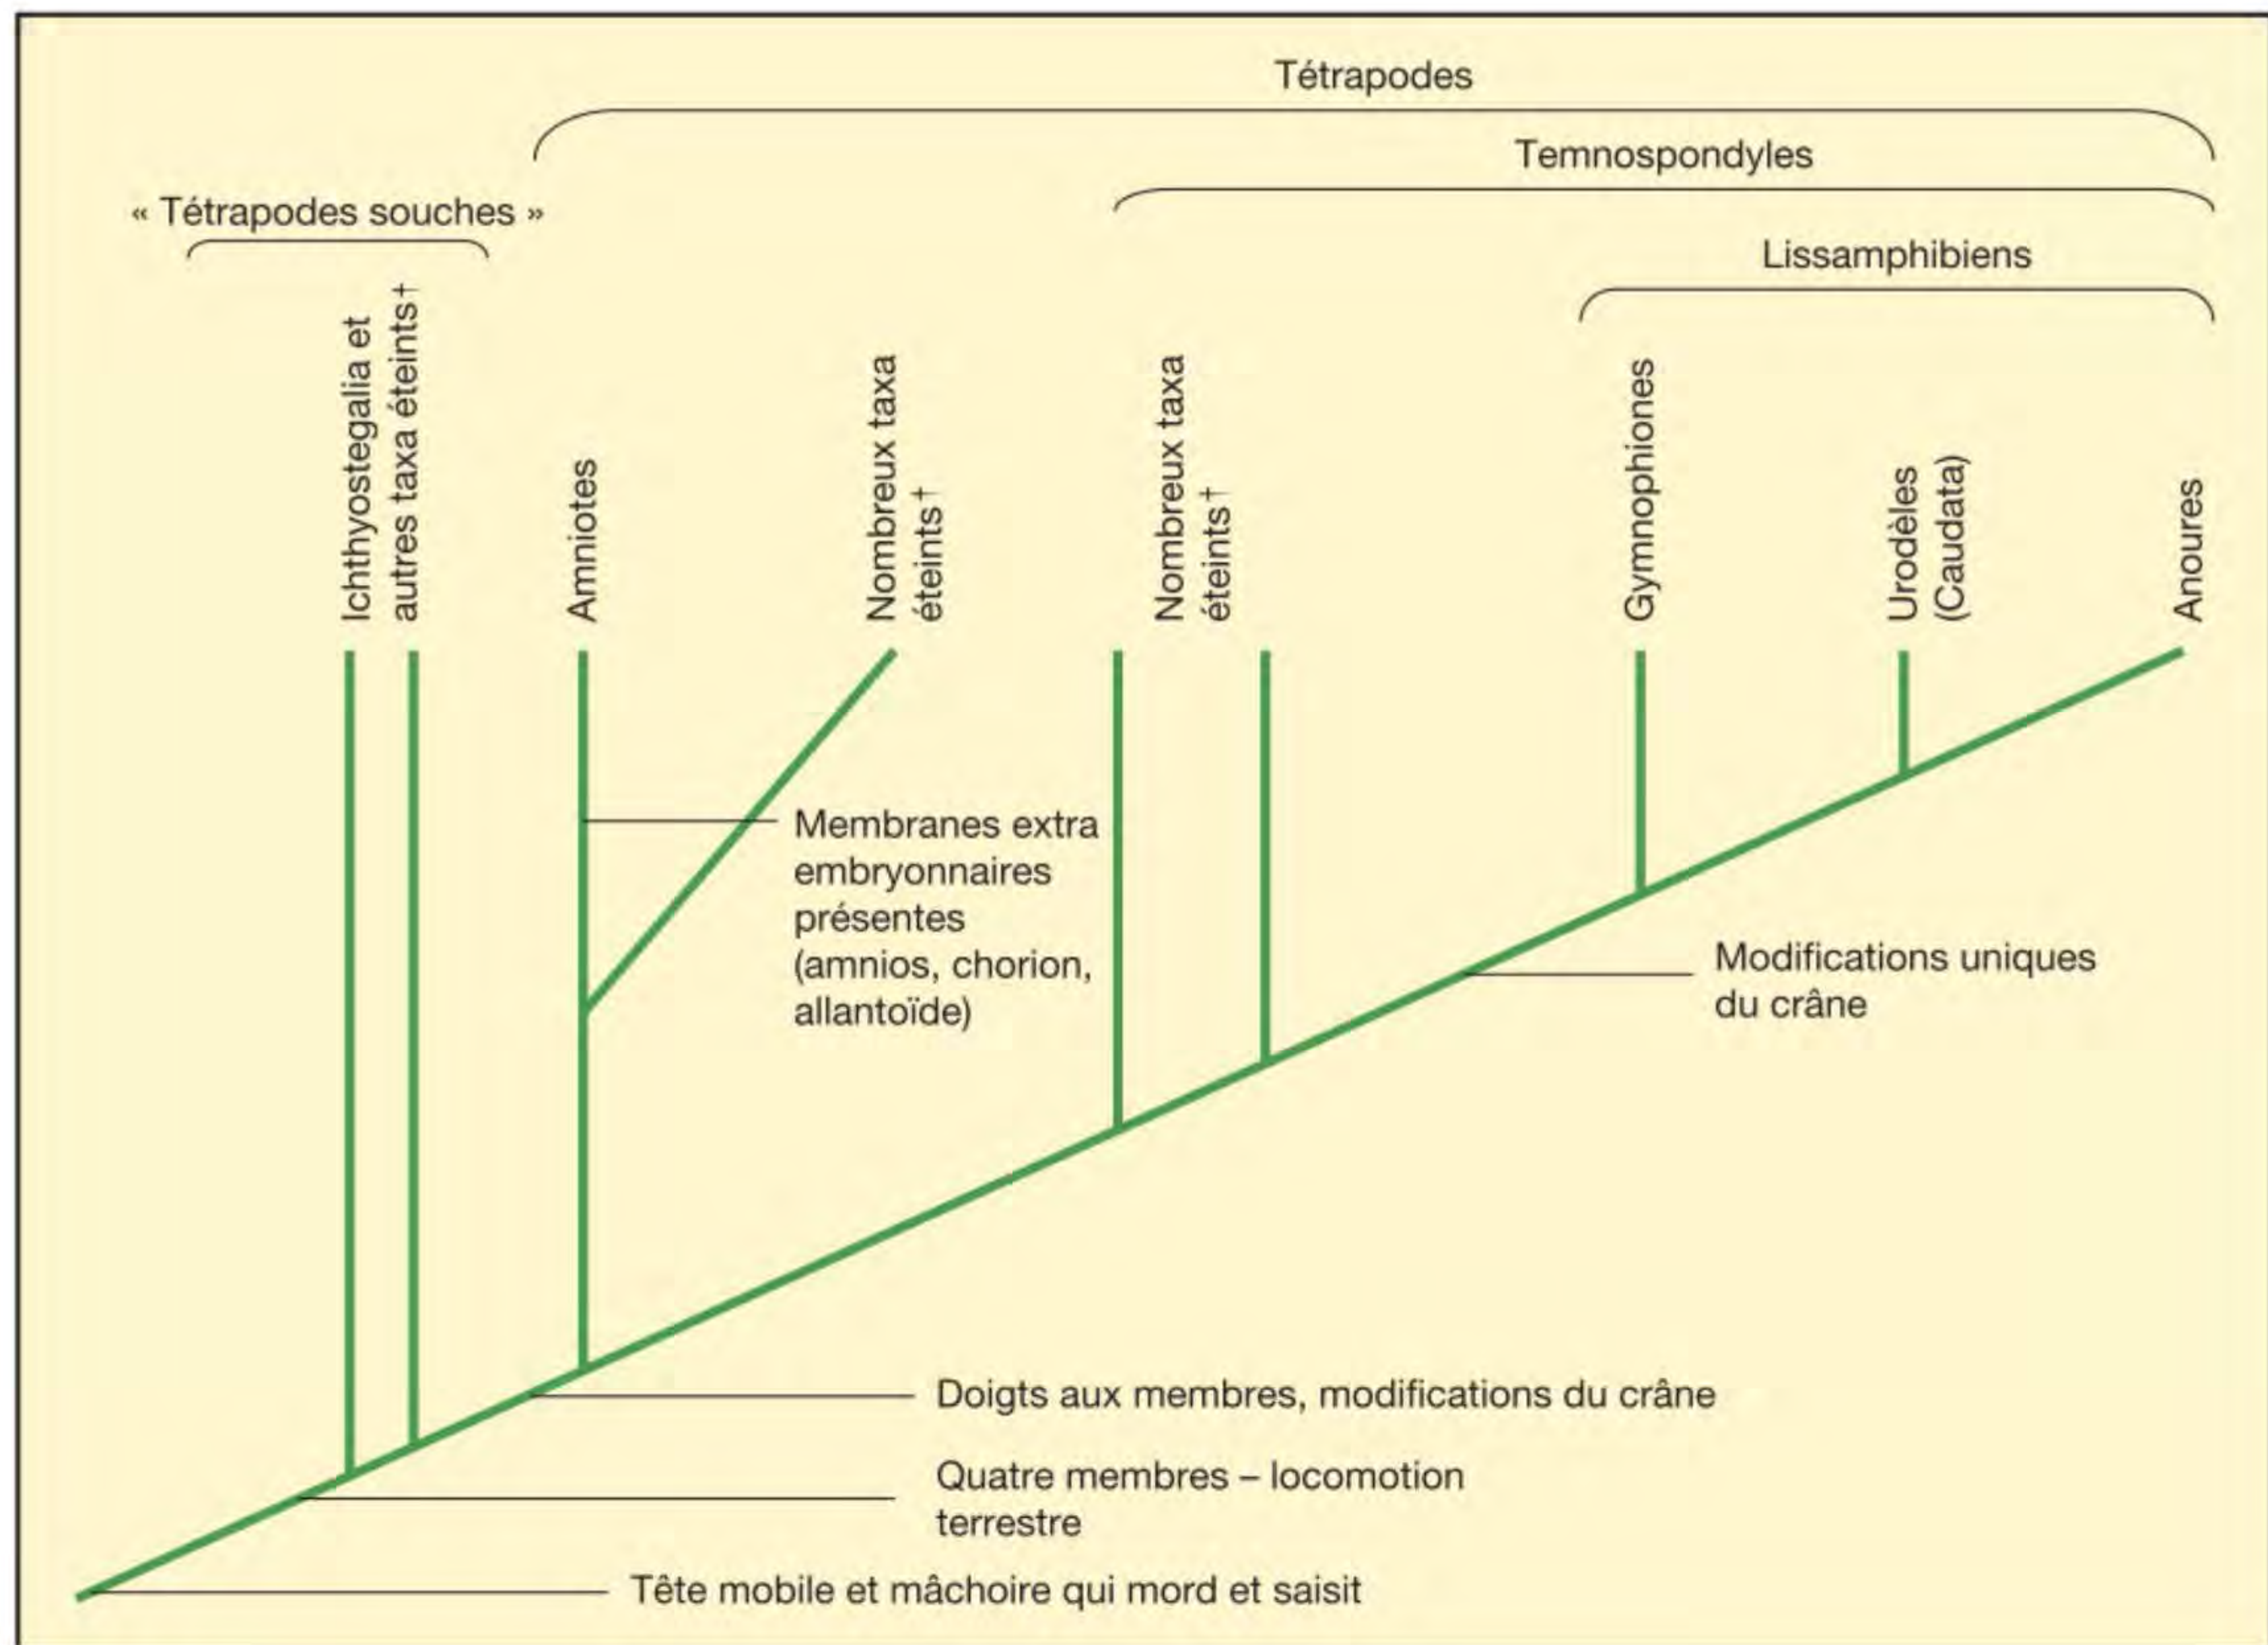 Tétrapodes
Temnospondyles
« Tétrapodes souches »
Lissamphibiens
Ichthyostegalia et
autres taxa éteints†
Amniotes
Nombreux taxa
éteints†
Nombreux taxa
éteints†
Gymnophiones
Urodèles
(Caudata)
Anoures
Membranes extra
embryonnaires
présentes
(amnios, chorion,
allantoïde)
Modifications uniques
du crâne
Doigts aux membres, modifications du crâne
Quatre membres – locomotion
terrestre
Tête mobile et mâchoire qui mord et saisit